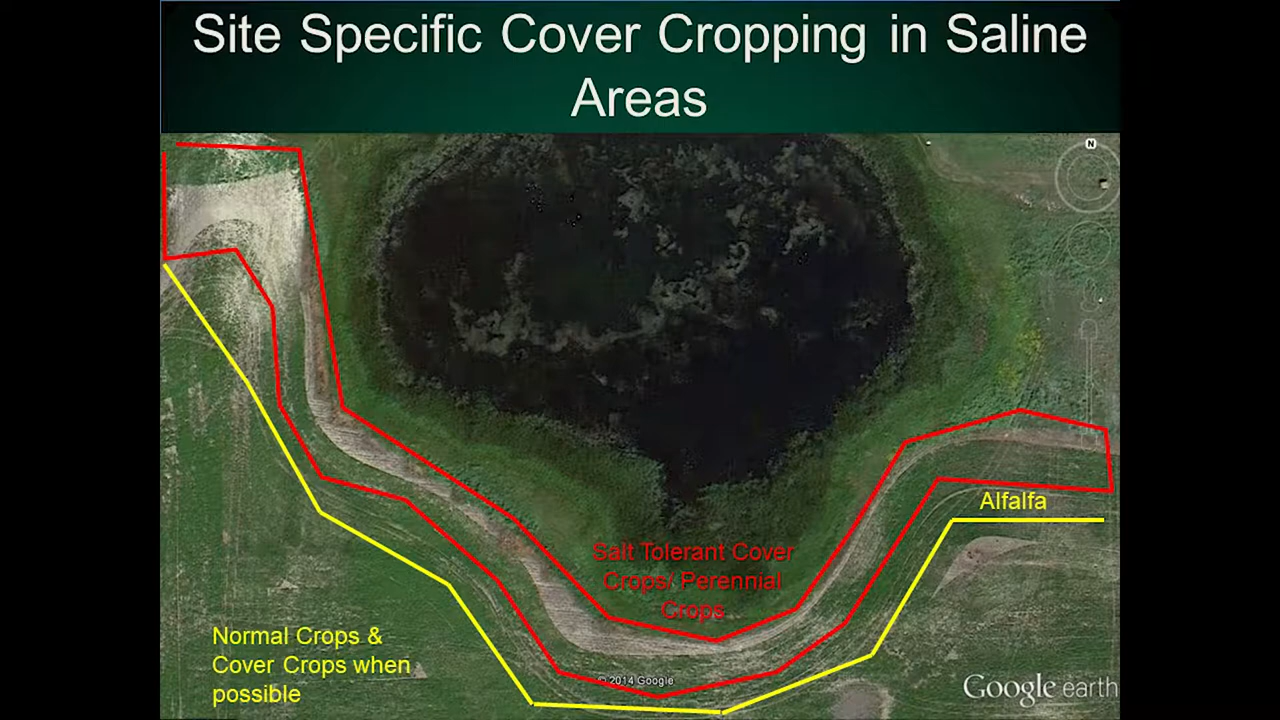 Site Specific Cover Cropping in Saline
Areas
N
Alfalfa
Salt Tolerant Cover
Crops/ Perennial
Crops
Normal Crops &
Cover Crops when
possible
© 2014 Google
Google earth